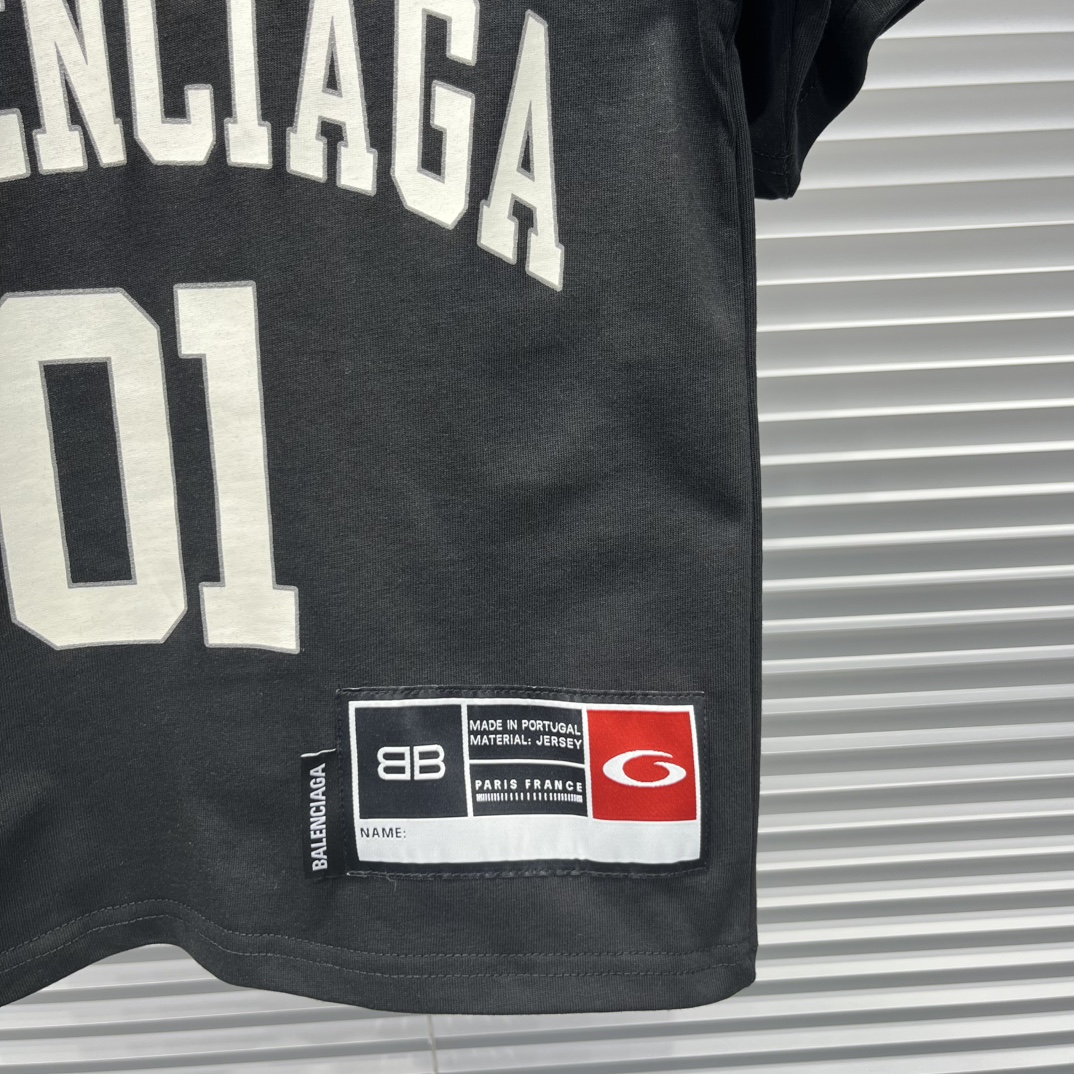 ENCIAGA
01
BB
MADE IN PORTUGAL
MATERIAL: JERSEY
PARIS FRANCE
BALENCIAGA
NAME: